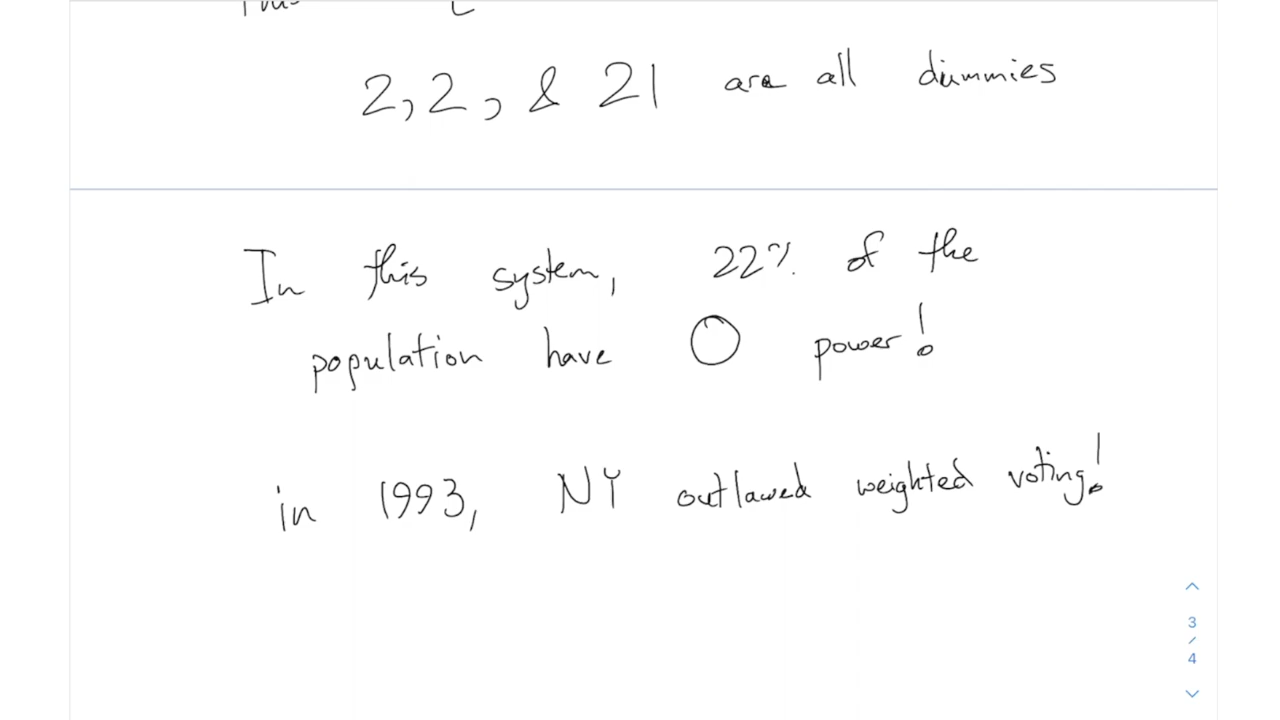 2, 2, & 21 are all dummies
In this system, 22% of the
population have 0 power!
in 1993, NY outlawed weighted voting!
3
/
4